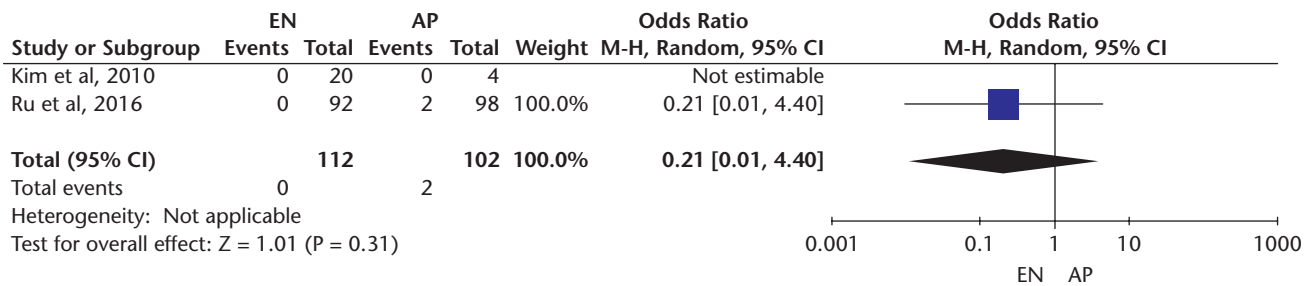 EN AP Odds Ratio Odds Ratio
Study or Subgroup Events Total Events Total Weight M-H, Random, 95% CI M-H, Random, 95% CI
Kim et al, 2010 0 20 0 4 Not estimable
Ru et al, 2016 0 92 2 98 100.0% 0.21 [0.01, 4.40]
Total (95% CI) 112 102 100.0% 0.21 [0.01, 4.40]
Total events 0 2
Heterogeneity: Not applicable
Test for overall effect: Z = 1.01 (P = 0.31)
0.001 0.1 1 10 1000
EN AP